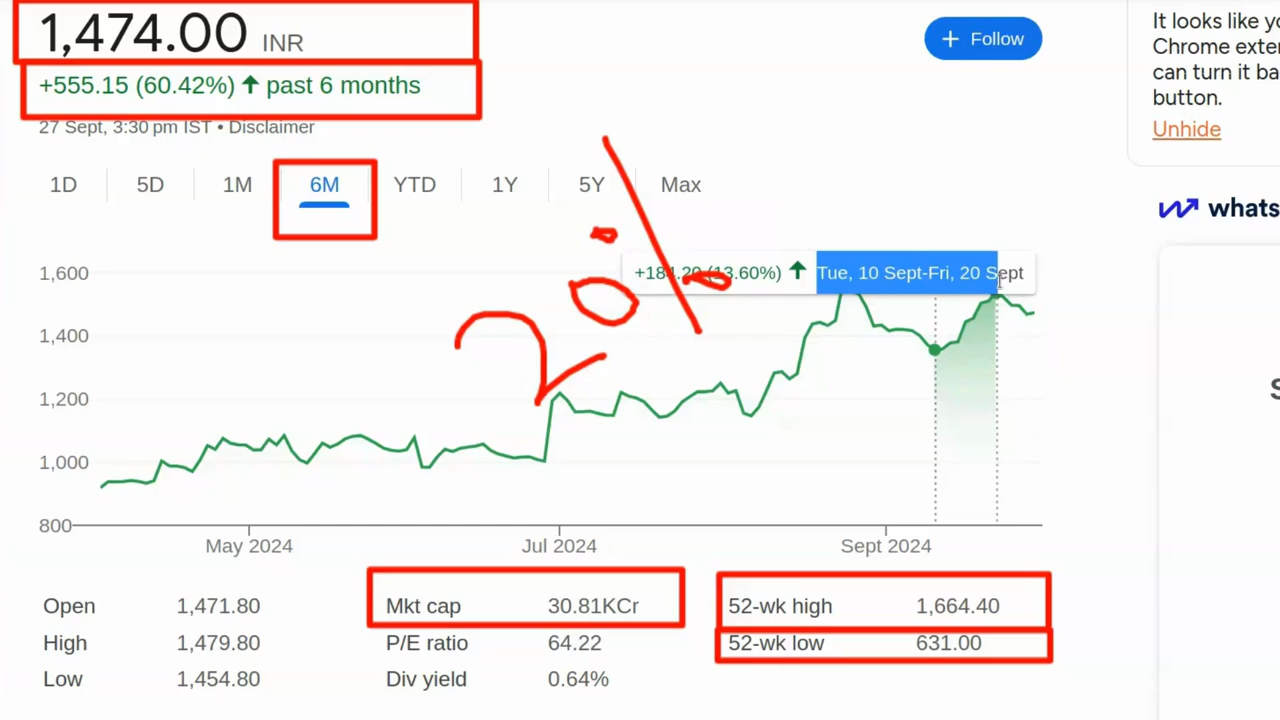 1,474.00 INR
+555.15 (60.42%) ↑ past 6 months
27 Sept, 3:30 pm IST • Disclaimer
+ Follow
It looks like yo
Chrome exter
can turn it ba
button.
Unhide
1D 5D 1M 6M YTD 1Y 5Y Max
whats
+184.20 (13.60%) ↑ Tue, 10 Sept-Fri, 20 Sept
20%
1,600
1,400
1,200
1,000
800
May 2024 Jul 2024 Sept 2024
S
Open 1,471.80 Mkt cap 30.81KCr 52-wk high 1,664.40
High 1,479.80 P/E ratio 64.22 52-wk low 631.00
Low 1,454.80 Div yield 0.64%